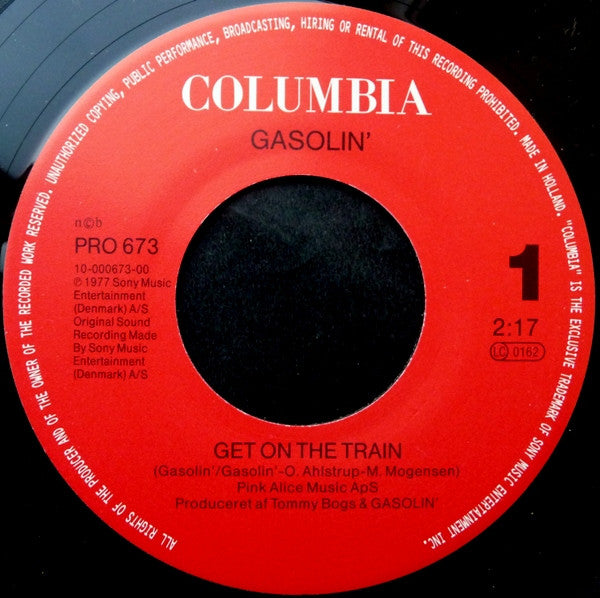 ALL RIGHTS OF THE PRODUCER AND OF THE OWNER OF THE RECORDED WORK RESERVED. UNAUTHORIZED COPYING, PUBLIC PERFORMANCE, BROADCASTING, HIRING OR RENTAL OF THIS RECORDING PROHIBITED. MADE IN HOLLAND. "COLUMBIA" IS THE EXCLUSIVE TRADEMARK OF SONY MUSIC ENTERTAINMENT INC.
COLUMBIA
GASOLIN'
n©b
PRO 673
10-000673-00
℗ 1977 Sony Music
Entertainment
(Denmark) A/S
Original Sound
Recording Made
By Sony Music
Entertainment
(Denmark) A/S
1
2:17
LC 0162
GET ON THE TRAIN
(Gasolin'/Gasolin'-O. Ahlstrup-M. Mogensen)
Pink Alice Music ApS
Produceret af Tommy Bogs & GASOLIN'